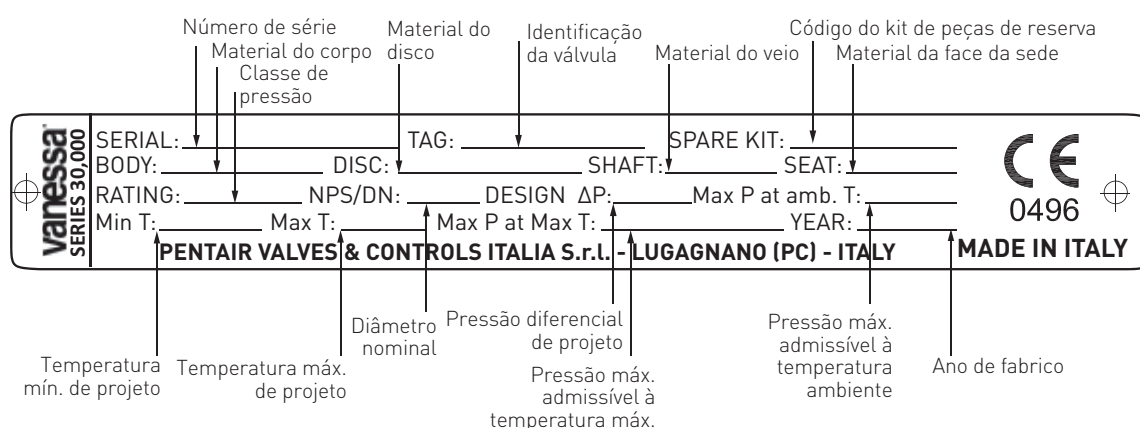 Número de série
Material do corpo
Classe de
pressão
Material do
disco
Identificação
da válvula
Material do veio
Código do kit de peças de reserva
Material da face da sede
vanessa
SERIES 30,000
SERIAL: TAG: SPARE KIT:
BODY: DISC: SHAFT: SEAT:
RATING: NPS/DN: DESIGN ΔP: Max P at amb. T:
Min T: Max T: Max P at Max T: YEAR:
PENTAIR VALVES & CONTROLS ITALIA S.r.l. - LUGAGNANO (PC) - ITALY
CE
0496
MADE IN ITALY
Temperatura
mín. de projeto
Temperatura máx.
de projeto
Diâmetro
nominal
Pressão diferencial
de projeto
Pressão máx.
admissível à
temperatura máx.
Pressão máx.
admissível à
temperatura
ambiente
Ano de fabrico